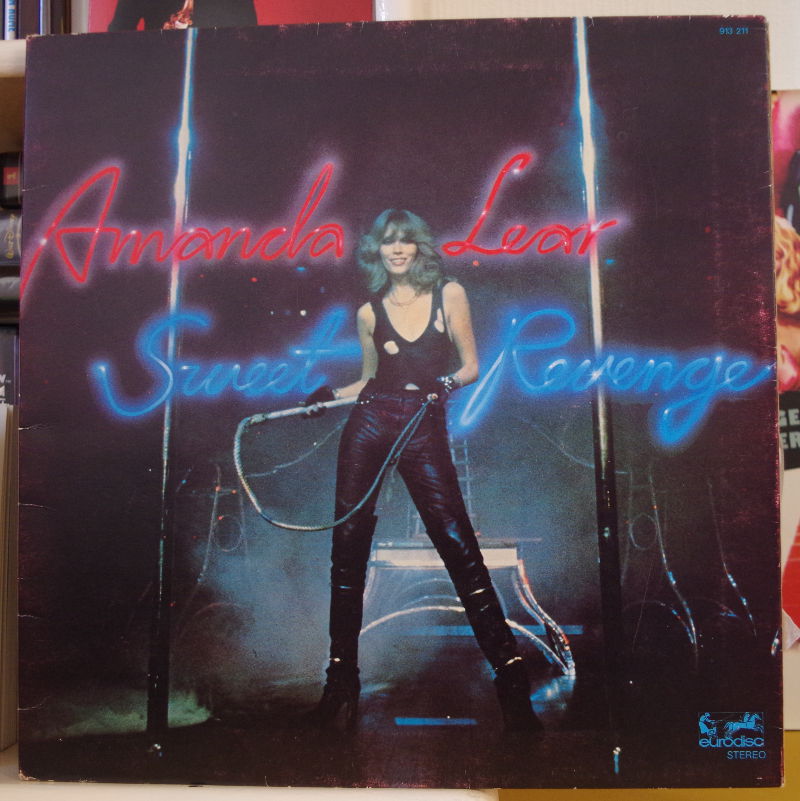 913 211
Amanda Lear
Sweet Revenge
eurodisc
STEREO